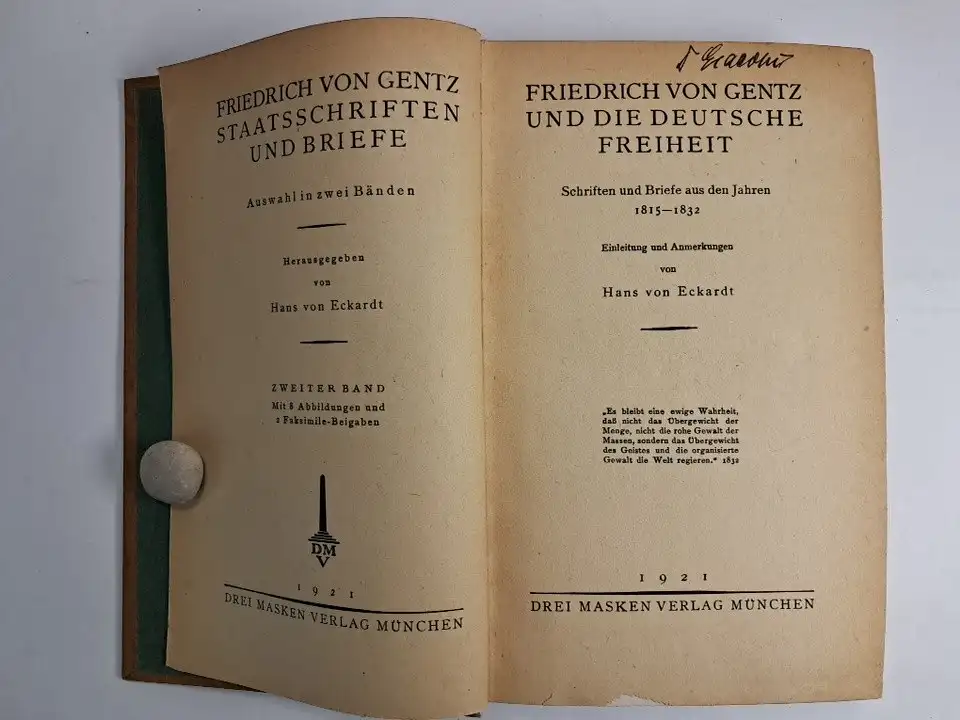 FRIEDRICH VON GENTZ
STAATSSCHRIFTEN
UND BRIEFE
Auswahl in zwei Bänden
Herausgegeben
von
Hans von Eckardt
ZWEITER BAND
Mit 8 Abbildungen und
2 Faksimile-Beigaben
DM
V
1921
DREI MASKEN VERLAG MÜNCHEN
FRIEDRICH VON GENTZ
UND DIE DEUTSCHE
FREIHEIT
Schriften und Briefe aus den Jahren
1815—1832
Einleitung und Anmerkungen
von
Hans von Eckardt
„Es bleibt eine ewige Wahrheit,
daß nicht das Übergewicht der
Menge, nicht die rohe Gewalt der
Massen, sondern das Übergewicht
des Geistes und die organisierte
Gewalt die Welt regieren.“ 1832
1921
DREI MASKEN VERLAG MÜNCHEN